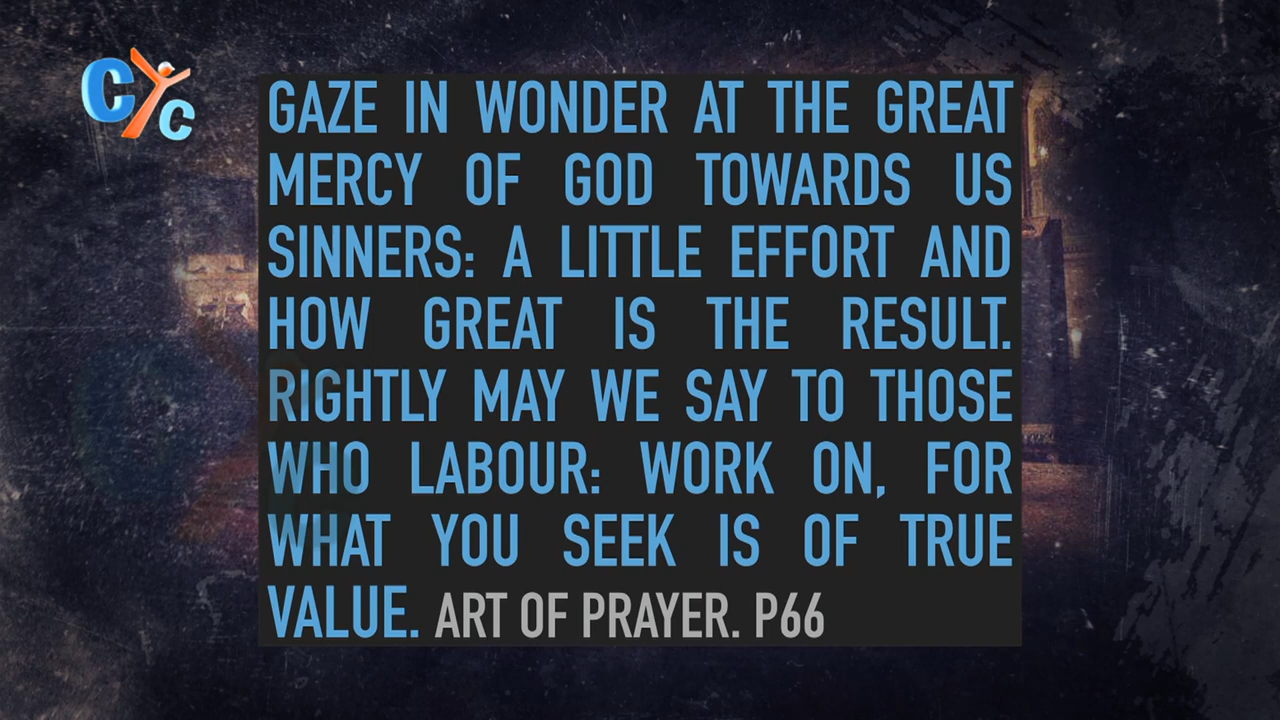 CYC
GAZE IN WONDER AT THE GREAT
MERCY OF GOD TOWARDS US
SINNERS: A LITTLE EFFORT AND
HOW GREAT IS THE RESULT.
RIGHTLY MAY WE SAY TO THOSE
WHO LABOUR: WORK ON, FOR
WHAT YOU SEEK IS OF TRUE
VALUE. ART OF PRAYER. P66